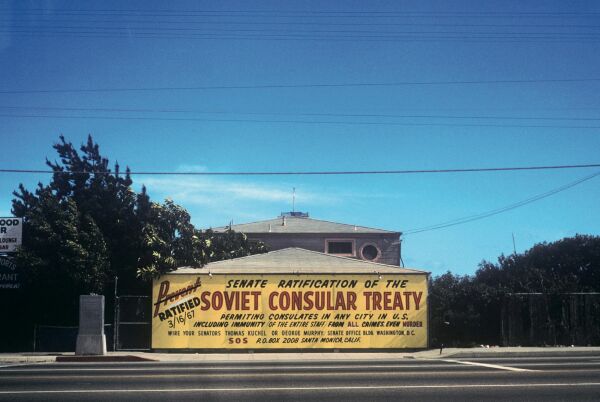 OOD
R
LOUNGE
Prevent
RATIFIED
3/16/67
SENATE RATIFICATION OF THE
SOVIET CONSULAR TREATY
PERMITING CONSULATES IN ANY CITY IN U.S.
INCLUDING IMMUNITY OF THE ENTIRE STAFF FROM ALL CRIMES EVEN MURDER
WIRE YOUR SENATORS THOMAS KUCHEL OR GEORGE MURPHY: SENATE OFFICE BLDG. WASHINGTON, D.C.
SOS P.O. BOX 2008 SANTA MONICA, CALIF.